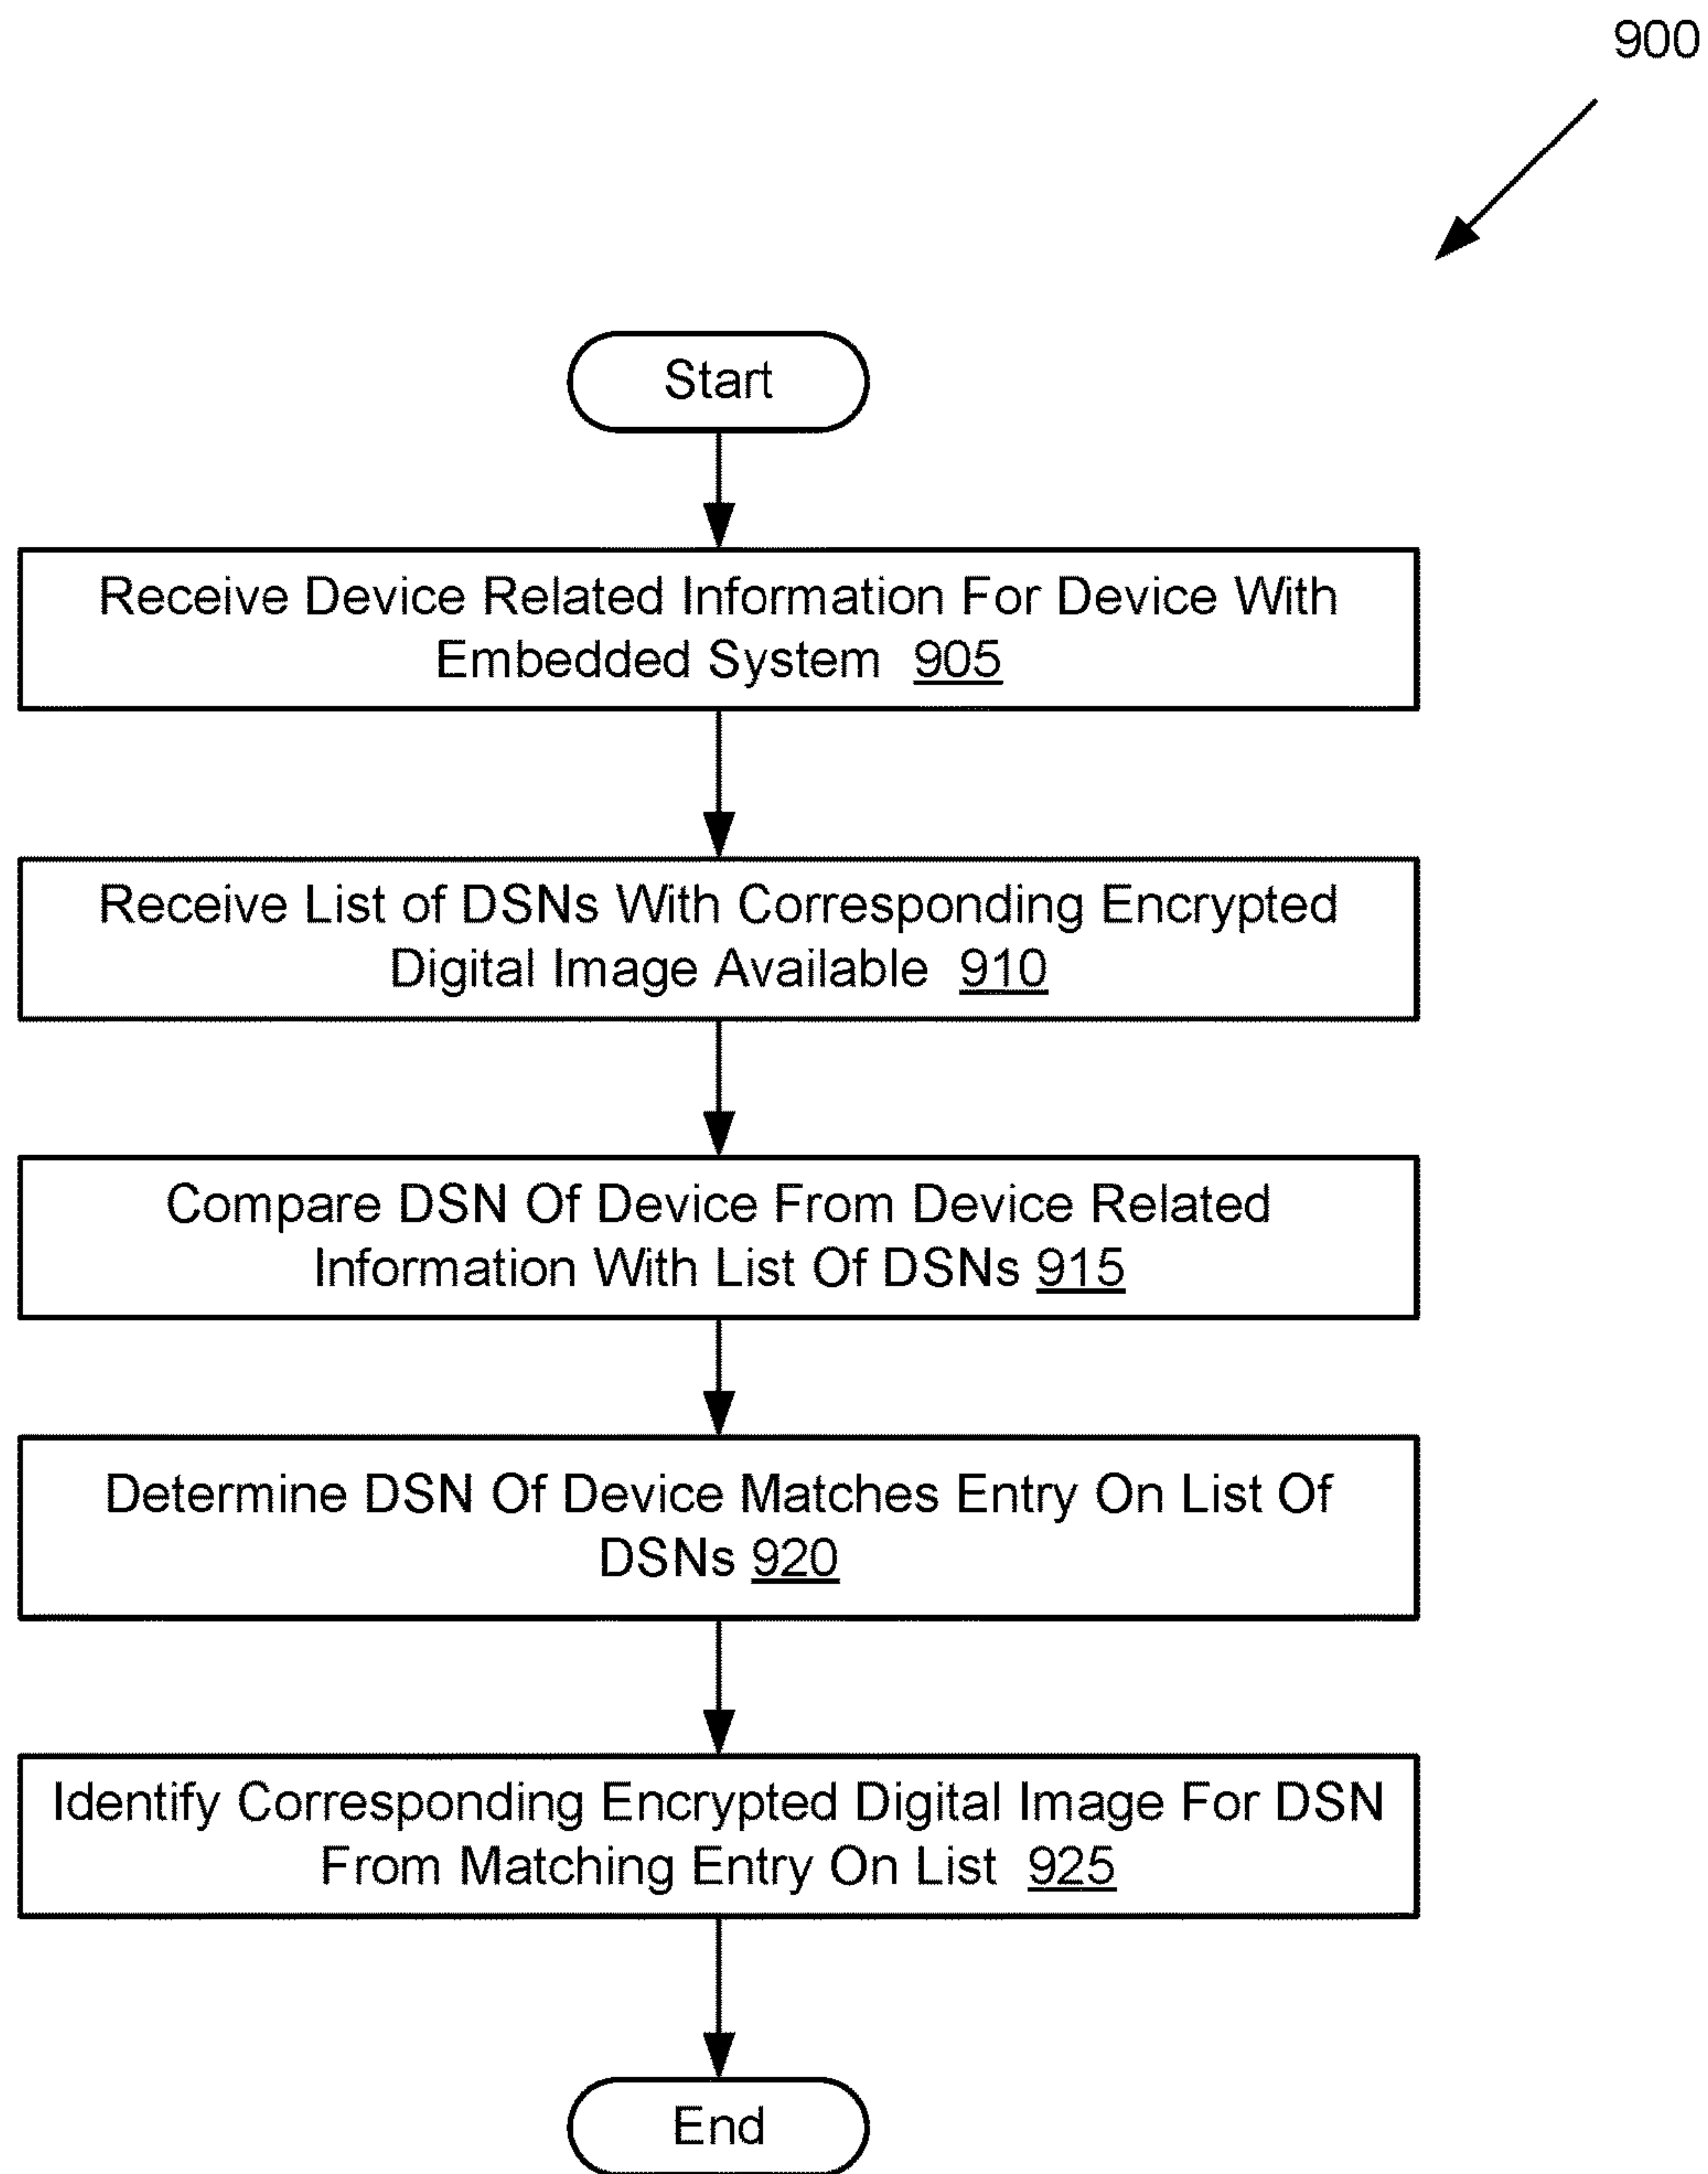 900
Start
Receive Device Related Information For Device With
Embedded System 905
Receive List of DSNs With Corresponding Encrypted
Digital Image Available 910
Compare DSN Of Device From Device Related
Information With List Of DSNs 915
Determine DSN Of Device Matches Entry On List Of
DSNs 920
Identify Corresponding Encrypted Digital Image For DSN
From Matching Entry On List 925
End